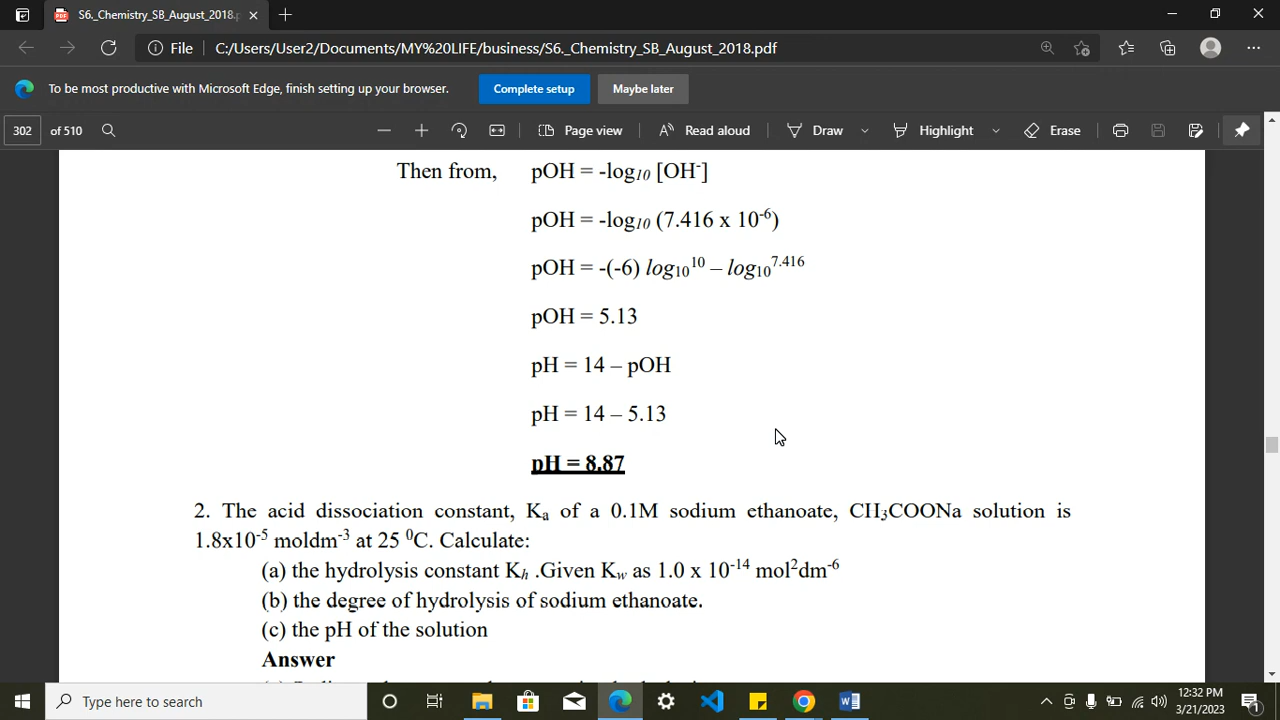 S6._Chemistry_SB_August_2018.p
File C:/Users/User2/Documents/MY%20LIFE/business/S6._Chemistry_SB_August_2018.pdf
To be most productive with Microsoft Edge, finish setting up your browser. Complete setup Maybe later
302 of 510 Page view Read aloud Draw Highlight Erase
Then from, pOH = -log₁₀ [OH⁻]
pOH = -log₁₀ (7.416 x 10⁻⁶)
pOH = -(-6) log₁₀¹⁰ – log₁₀⁷·⁴¹⁶
pOH = 5.13
pH = 14 – pOH
pH = 14 – 5.13
pH = 8.87
2. The acid dissociation constant, Kₐ of a 0.1M sodium ethanoate, CH₃COONa solution is
1.8x10⁻⁵ moldm⁻³ at 25 ⁰C. Calculate:
(a) the hydrolysis constant Kₕ .Given K𝑤 as 1.0 x 10⁻¹⁴ mol²dm⁻⁶
(b) the degree of hydrolysis of sodium ethanoate.
(c) the pH of the solution
Answer
Type here to search
12:32 PM
3/21/2023
1